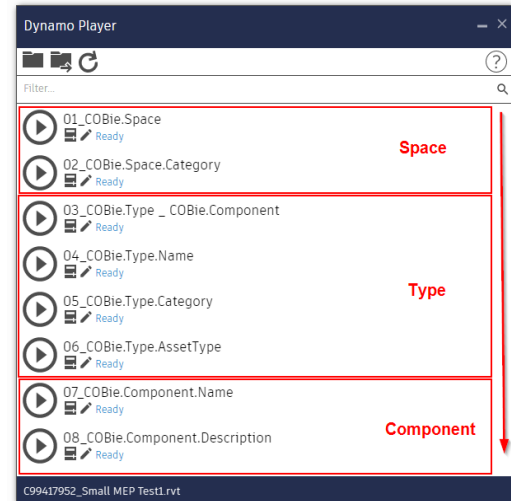 Dynamo Player
Filter...
01_COBie.Space
Ready
Space
02_COBie.Space.Category
Ready
03_COBie.Type _ COBie.Component
Ready
04_COBie.Type.Name
Ready
Type
05_COBie.Type.Category
Ready
06_COBie.Type.AssetType
Ready
07_COBie.Component.Name
Ready
Component
08_COBie.Component.Description
Ready
C99417952_Small MEP Test1.rvt